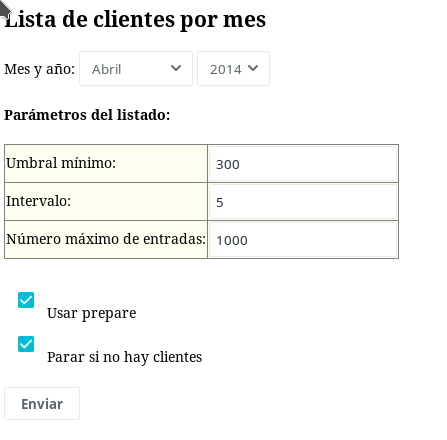 Lista de clientes por mes
Mes y año: Abril 2014
Parámetros del listado:
Umbral mínimo: 300
Intervalo: 5
Número máximo de entradas: 1000
Usar prepare
Parar si no hay clientes
Enviar